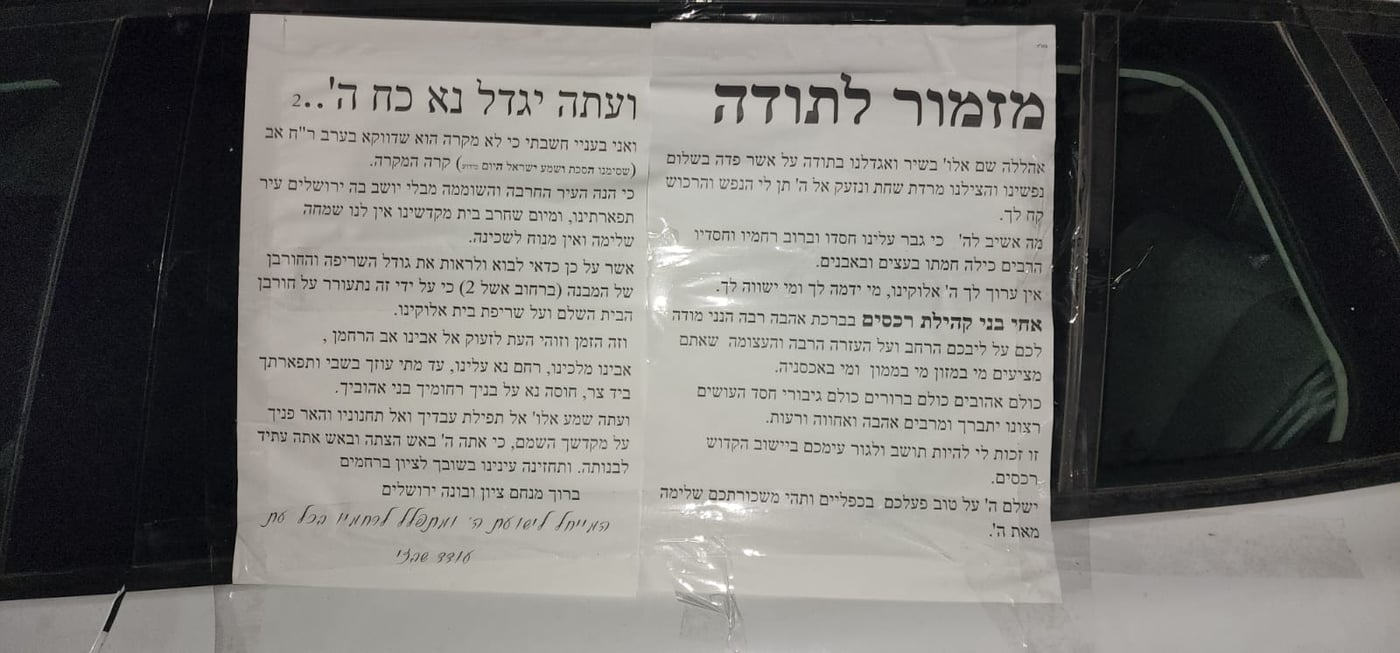 בס"ד
מזמור לתודה
אהללה שם אלו' בשיר ואגדלנו בתודה על אשר פדה בשלום
נפשינו והצילנו מרדת שחת ונזעק אל ה' תן לי הנפש והרכוש
קח לך.
מה אשיב לה' כי גבר עלינו חסדו וברוב רחמיו וחסדיו
הרבים כילה חמתו בעצים ובאבנים.
אין ערוך לך ה' אלוקינו, מי ידמה לך ומי ישווה לך.
אחי בני קהילת רכסים בברכת אהבה רבה הנני מודה
לכם על ליבכם הרחב ועל העזרה הרבה והעצומה שאתם
מציעים מי במזון מי בממון ומי באכסניה.
כולם אהובים כולם ברורים כולם גיבורי חסד העושים
רצונו יתברך ומרבים אהבה ואחווה ורעות.
זו זכות לי להיות תושב ולגור עימכם ביישוב הקדוש
רכסים.
ישלם ה' על טוב פעלכם בכפליים ותהי משכורתכם שלימה
מאת ה'.
ועתה יגדל נא כח ה'..2
ואני בעניי חשבתי כי לא מקרה הוא שדווקא בערב ר"ח אב
(שסימנו הסכת ושמע ישראל היום) קרה המקרה.
כי הנה העיר החרבה והשוממה מבלי יושב בה ירושלים עיר
תפארתינו, ומיום שחרב בית מקדשינו אין לנו שמחה
שלימה ואין מנוח לשכינה.
אשר על כן כדאי לבוא ולראות את גודל השריפה והחורבן
של המבנה (ברחוב אשל 2) כי על ידי זה נתעורר על חורבן
הבית השלם ועל שריפת בית אלוקינו.
וזה הזמן וזוהי העת לזעוק אל אבינו אב הרחמן,
אבינו מלכינו, רחם נא עלינו, עד מתי עוזך בשבי ותפארתך
ביד צר, חוסה נא על בניך רחומיך בני אהוביך.
ועתה שמע אלו' אל תפילת עבדיך ואל תחנוניו והאר פניך
על מקדשך השמם, כי אתה ה' באש הצתה ובאש אתה עתיד
לבנותה. ותחזינה עינינו בשובך לציון ברחמים
ברוך מנחם ציון ובונה ירושלים
המייחל לישועת ה' ומתפלל לרחמיו בכל עת
עודד שבזי